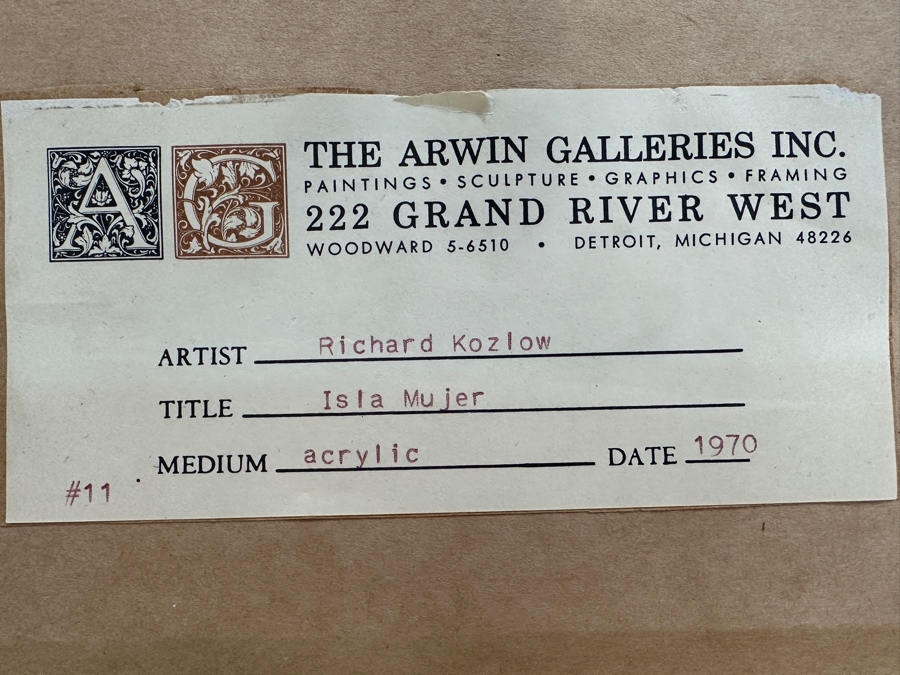 A G
THE ARWIN GALLERIES INC.
PAINTINGS • SCULPTURE • GRAPHICS • FRAMING
222 GRAND RIVER WEST
WOODWARD 5-6510 • DETROIT, MICHIGAN 48226
ARTIST Richard Kozlow
TITLE Isla Mujer
MEDIUM acrylic DATE 1970
#11